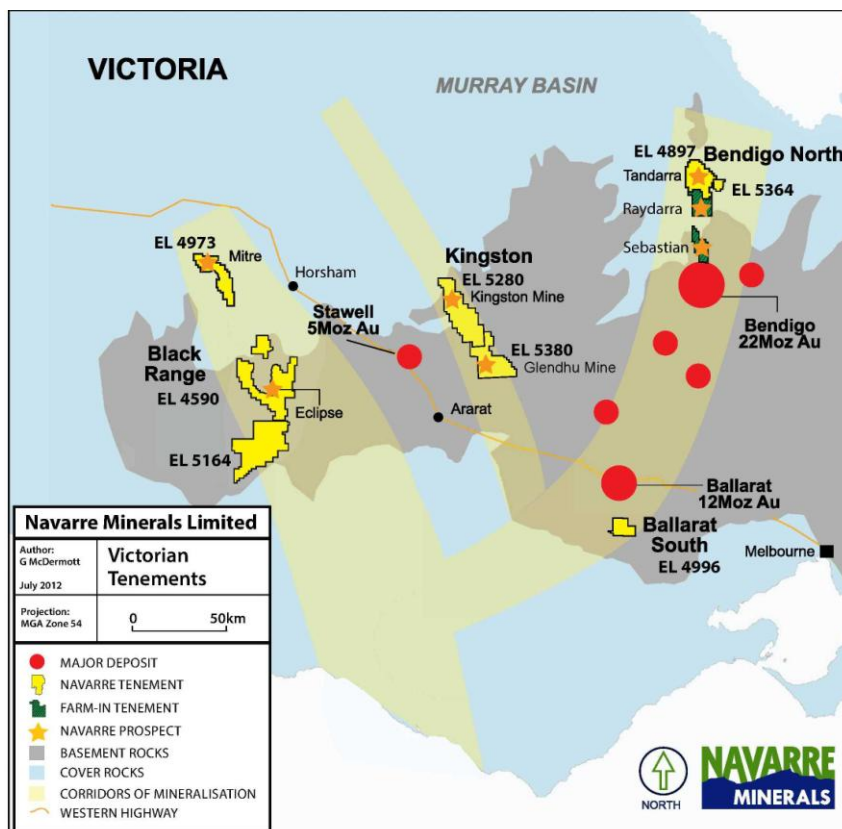 VICTORIA
MURRAY BASIN
EL 4897
Bendigo North
Tandarra
EL 5364
Raydarra
Sebastian
EL 4973
Mitre
Horsham
Kingston
EL 5280
Kingston Mine
Stawell
5Moz Au
Bendigo
22Moz Au
Black
Range
EL 4590
Eclipse
EL 5380
Glendhu Mine
Ararat
EL 5164
Ballarat
12Moz Au
Ballarat
South
EL 4996
Melbourne
Navarre Minerals Limited
Author:
G McDermott
July 2012
Victorian
Tenements
Projection:
MGA Zone 54
0 50km
MAJOR DEPOSIT
NAVARRE TENEMENT
FARM-IN TENEMENT
NAVARRE PROSPECT
BASEMENT ROCKS
COVER ROCKS
CORRIDORS OF MINERALISATION
WESTERN HIGHWAY
NORTH
NAVARRE
MINERALS